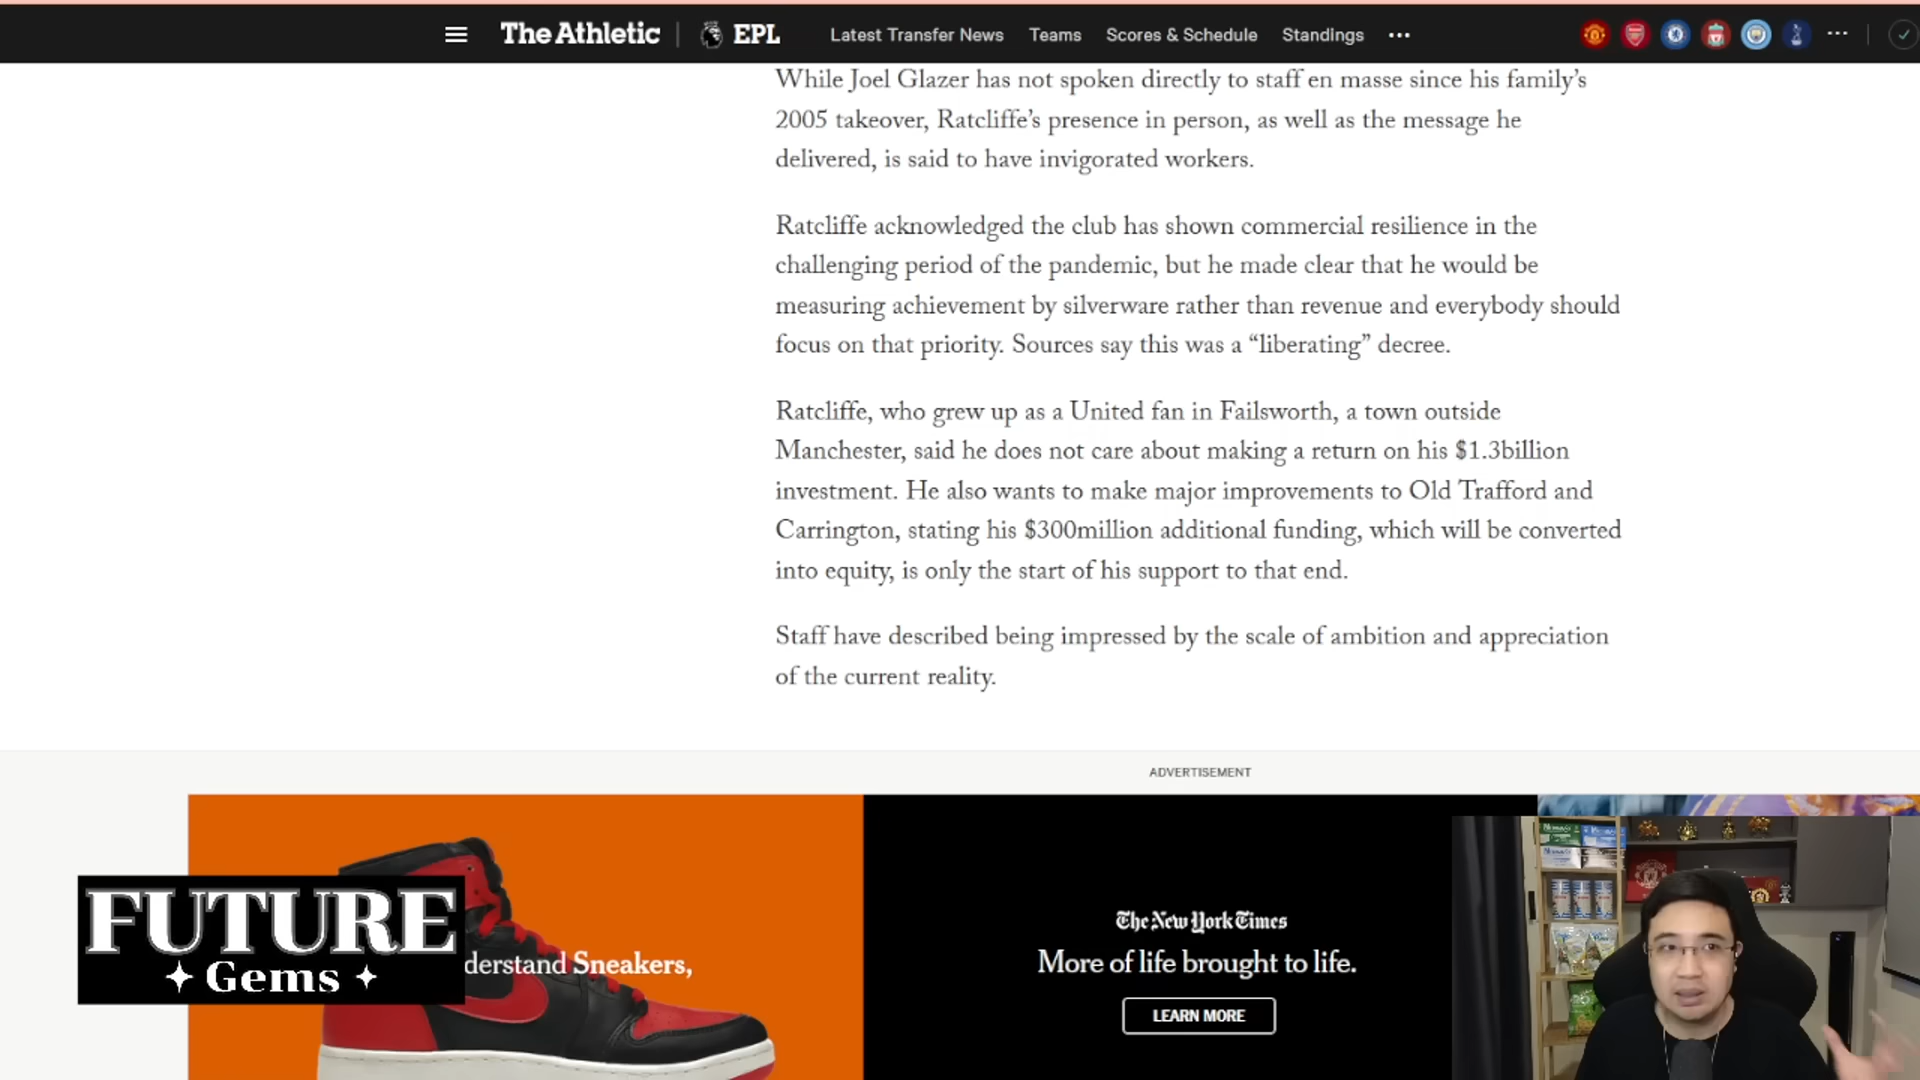 The Athletic | EPL Latest Transfer News Teams Scores & Schedule Standings
While Joel Glazer has not spoken directly to staff en masse since his family’s
2005 takeover, Ratcliffe’s presence in person, as well as the message he
delivered, is said to have invigorated workers.
Ratcliffe acknowledged the club has shown commercial resilience in the
challenging period of the pandemic, but he made clear that he would be
measuring achievement by silverware rather than revenue and everybody should
focus on that priority. Sources say this was a “liberating” decree.
Ratcliffe, who grew up as a United fan in Failsworth, a town outside
Manchester, said he does not care about making a return on his $1.3billion
investment. He also wants to make major improvements to Old Trafford and
Carrington, stating his $300million additional funding, which will be converted
into equity, is only the start of his support to that end.
Staff have described being impressed by the scale of ambition and appreciation
of the current reality.
ADVERTISEMENT
FUTURE
Gems
derstand Sneakers,
The New York Times
More of life brought to life.
LEARN MORE